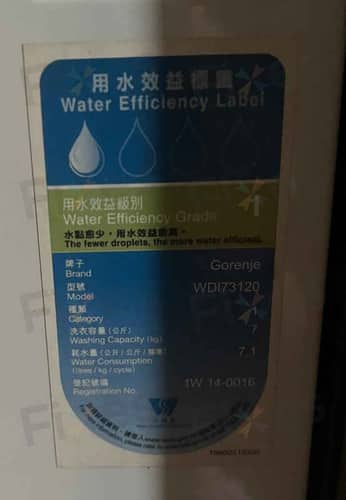 用水效益標籤
Water Efficiency Label
用水效益級別
Water Efficiency Grade 1
水點愈少，用水效益愈高。
The fewer droplets, the more water efficient.
牌子 Gorenje
Brand
型號 WDI73120
Model
種類 1
Category
洗衣容量 (公斤) 7
Washing Capacity (kg)
耗水量 (公升 / 公斤 / 循環) 7.1
Water Consumption
(litres / kg / cycle)
登記號碼 1W 14-0016
Registration No.